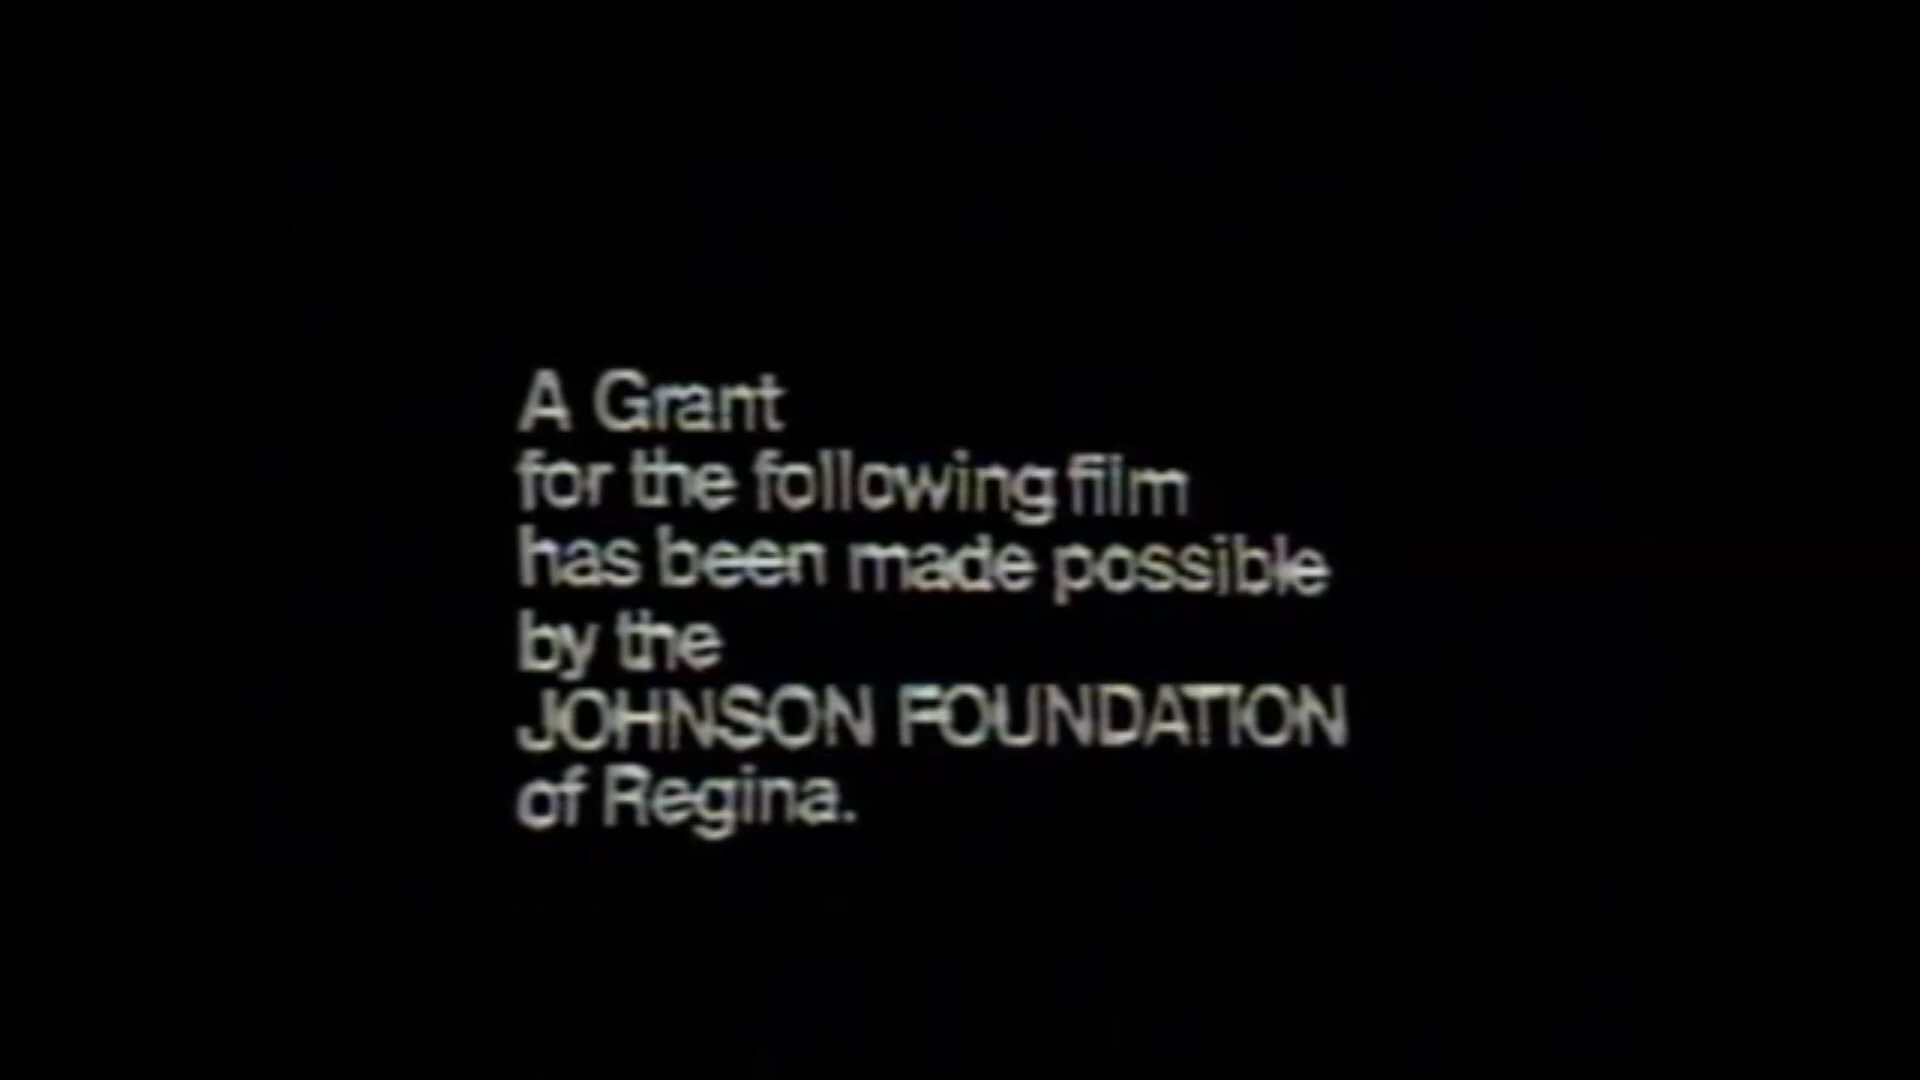 A Grant
for the following film
has been made possible
by the
JOHNSON FOUNDATION
of Regina.